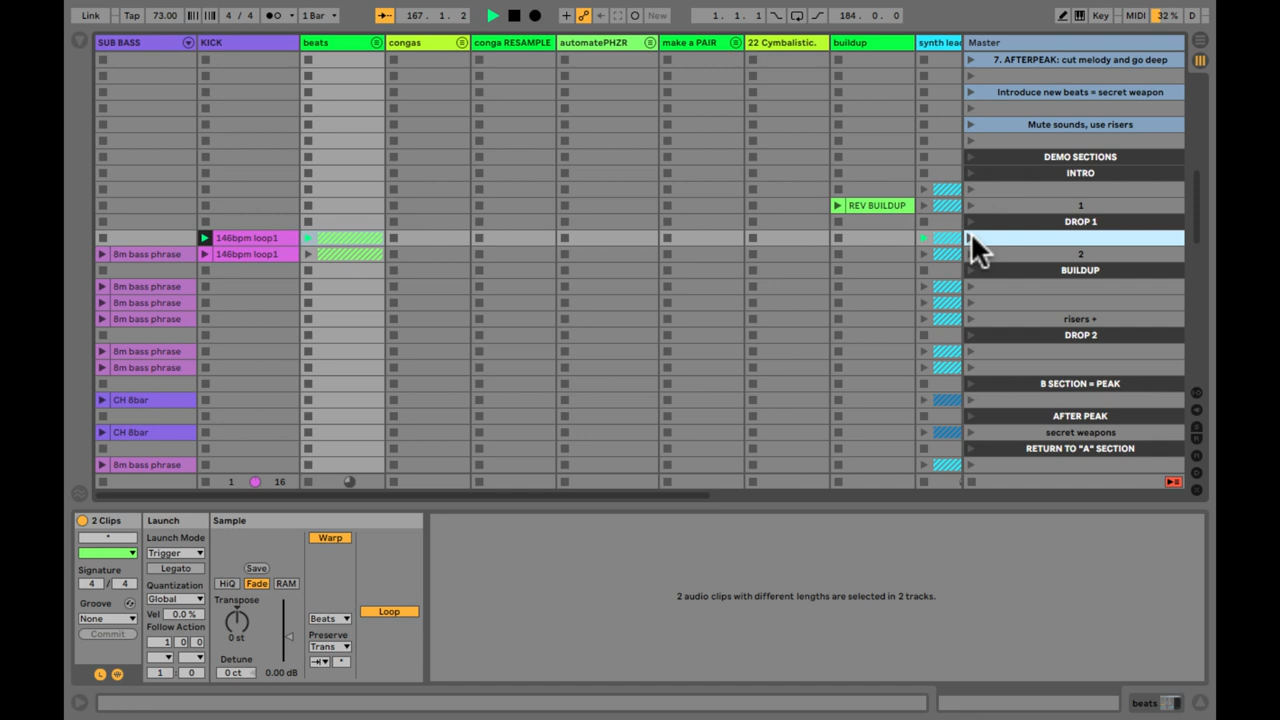 Link Tap 73.00 4 / 4 1 Bar 167. 1. 2 New 1. 1. 1 184. 0. 0 Key MIDI 32 % D
SUB BASS KICK beats congas conga RESAMPLE automatePHZR make a PAIR 22 Cymbalistic. buildup synth lead Master
7. AFTERPEAK: cut melody and go deep
Introduce new beats = secret weapon
Mute sounds, use risers
DEMO SECTIONS
INTRO
REV BUILDUP 1
DROP 1
146bpm loop1
8m bass phrase 146bpm loop1 2
BUILDUP
8m bass phrase
8m bass phrase
8m bass phrase risers +
DROP 2
8m bass phrase
8m bass phrase
B SECTION = PEAK
CH 8bar
AFTER PEAK
CH 8bar secret weapons
RETURN TO "A" SECTION
8m bass phrase
1 16
2 Clips Launch Sample
* Launch Mode Warp
Trigger
Signature Legato Save
4 / 4 Quantization HiQ Fade RAM
Groove Global Transpose
None Vel 0.0 % Beats Loop
Commit Follow Action 0 st Preserve
1 0 0 Trans
Detune *
1 : 0 0 ct 0.00 dB
2 audio clips with different lengths are selected in 2 tracks.
L
beats